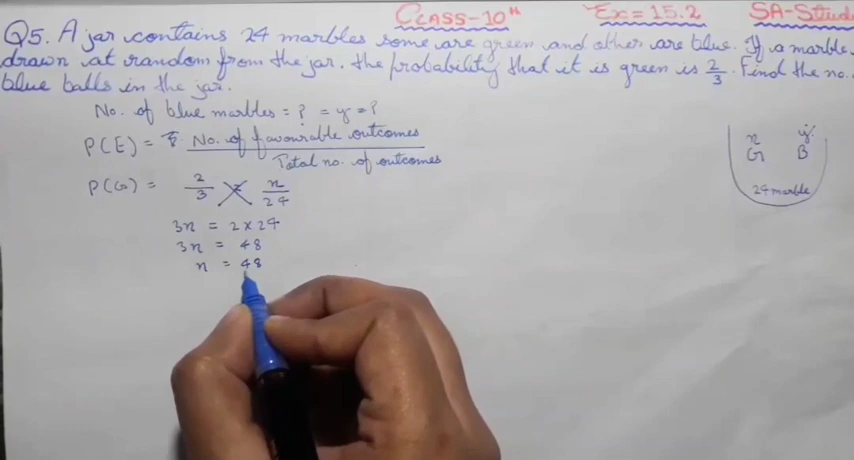 CLASS-10th Ex=15.2 SA-Stud
Q5. A jar contains 24 marbles some are green and other are blue. If a marble
drawn at random from the jar. the probability that it is green is 2/3. Find the no.
blue balls in the jar.
No. of blue marbles = ? = y = ?
P(E) = No. of favourable outcomes
Total no. of outcomes
P(G) = 2/3 = x/24
3x = 2×24
3x = 48
x = 48
x y
G B
24 marble